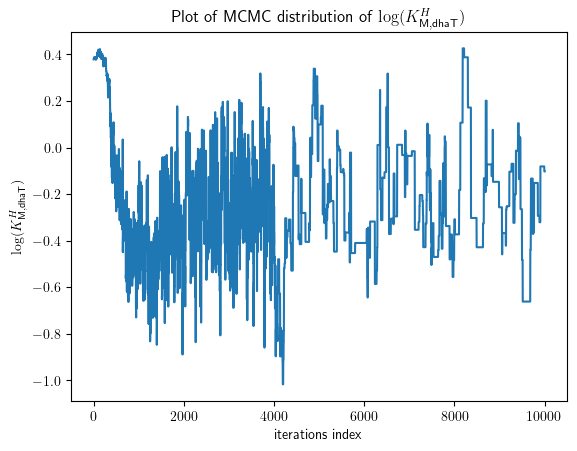 Plot of MCMC distribution of log(K^H_M,dhaT)
log(K^H_M,dhaT)
0.4
0.2
0.0
−0.2
−0.4
−0.6
−0.8
−1.0
0 2000 4000 6000 8000 10000
iterations index